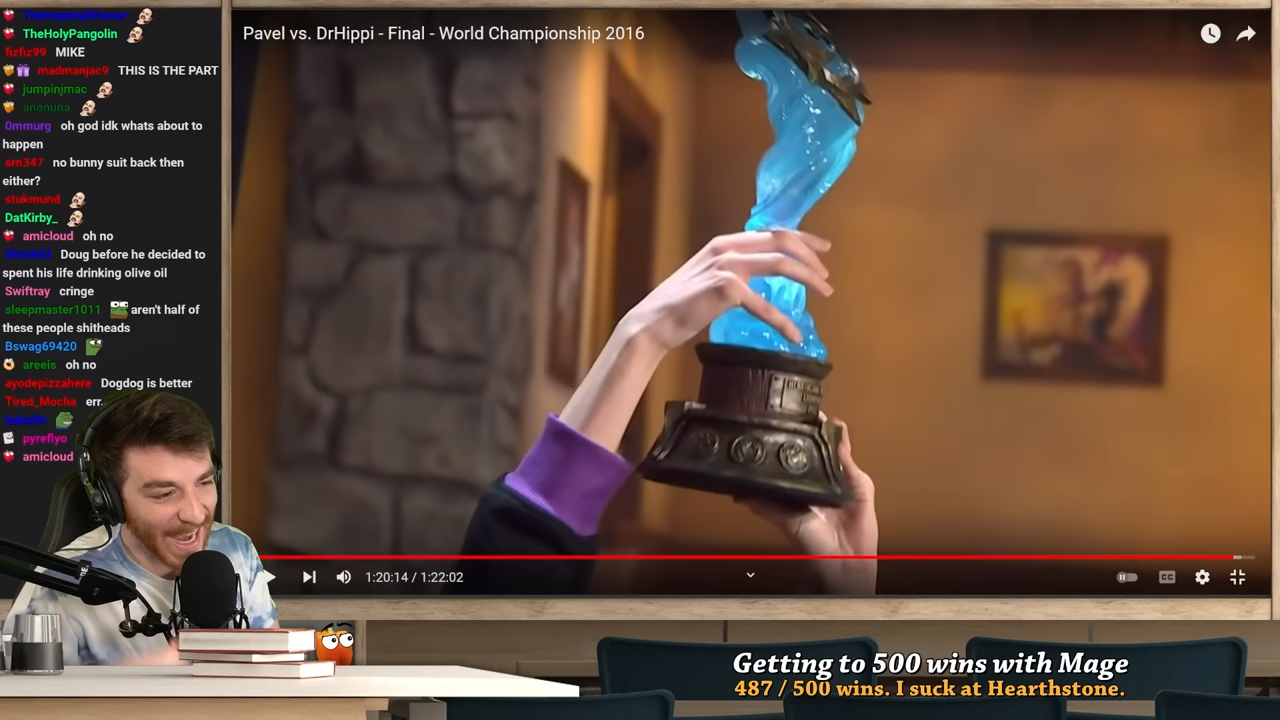 TheHolyPangolin
fizfiz99 MIKE
madmanjac9 THIS IS THE PART
jumpinjmac
anonuna
0mmurg oh god idk whats about to
happen
srn347 no bunny suit back then
either?
stukmund
DatKirby_
amicloud oh no
Doug before he decided to
spent his life drinking olive oil
Swiftray cringe
sleepmaster1011 aren't half of
these people shitheads
Bswag69420
areeis oh no
ayodepizzahere Dogdog is better
Tired_Mocha err.
pyreflyo
amicloud
Pavel vs. DrHippi - Final - World Championship 2016
1:20:14 / 1:22:02
CC
Getting to 500 wins with Mage
487 / 500 wins. I suck at Hearthstone.